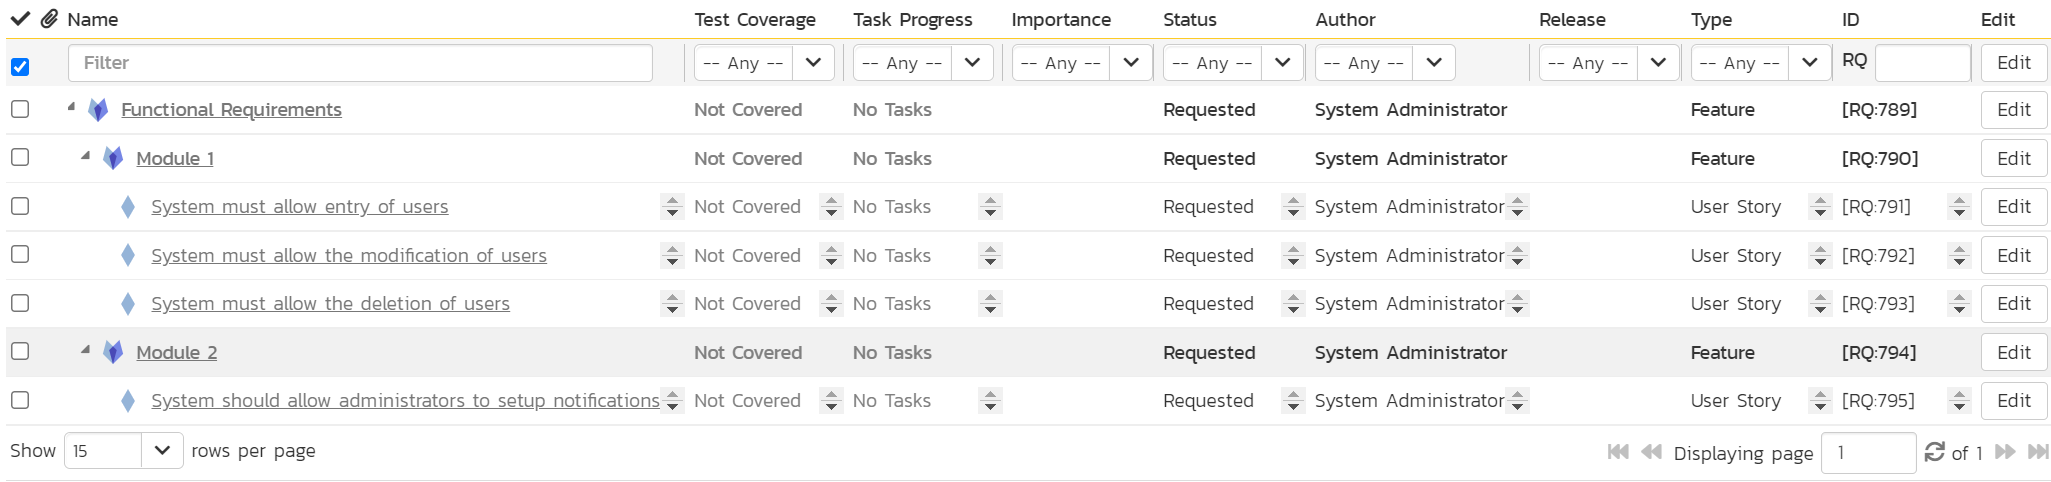 Name Test Coverage Task Progress Importance Status Author Release Type ID Edit
Filter -- Any -- -- Any -- -- Any -- -- Any -- -- Any -- -- Any -- -- Any -- RQ Edit
Functional Requirements Not Covered No Tasks Requested System Administrator Feature [RQ:789] Edit
Module 1 Not Covered No Tasks Requested System Administrator Feature [RQ:790] Edit
System must allow entry of users Not Covered No Tasks Requested System Administrator User Story [RQ:791] Edit
System must allow the modification of users Not Covered No Tasks Requested System Administrator User Story [RQ:792] Edit
System must allow the deletion of users Not Covered No Tasks Requested System Administrator User Story [RQ:793] Edit
Module 2 Not Covered No Tasks Requested System Administrator Feature [RQ:794] Edit
System should allow administrators to setup notifications Not Covered No Tasks Requested System Administrator User Story [RQ:795] Edit
Show 15 rows per page Displaying page 1 of 1